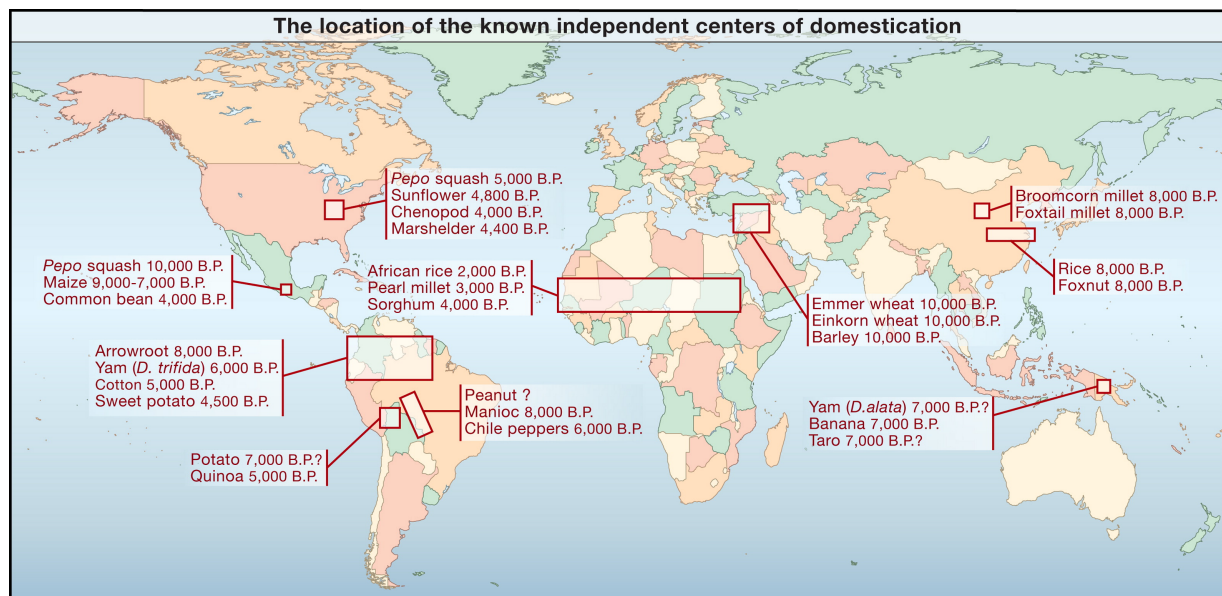 The location of the known independent centers of domestication
Pepo squash 5,000 B.P.
Sunflower 4,800 B.P.
Chenopod 4,000 B.P.
Marshelder 4,400 B.P.
Broomcorn millet 8,000 B.P.
Foxtail millet 8,000 B.P.
Pepo squash 10,000 B.P.
Maize 9,000-7,000 B.P.
Common bean 4,000 B.P.
African rice 2,000 B.P.
Pearl millet 3,000 B.P.
Sorghum 4,000 B.P.
Rice 8,000 B.P.
Foxnut 8,000 B.P.
Emmer wheat 10,000 B.P.
Einkorn wheat 10,000 B.P.
Barley 10,000 B.P.
Arrowroot 8,000 B.P.
Yam (D. trifida) 6,000 B.P.
Cotton 5,000 B.P.
Sweet potato 4,500 B.P.
Peanut ?
Manioc 8,000 B.P.
Chile peppers 6,000 B.P.
Yam (D.alata) 7,000 B.P.?
Banana 7,000 B.P.
Taro 7,000 B.P.?
Potato 7,000 B.P.?
Quinoa 5,000 B.P.